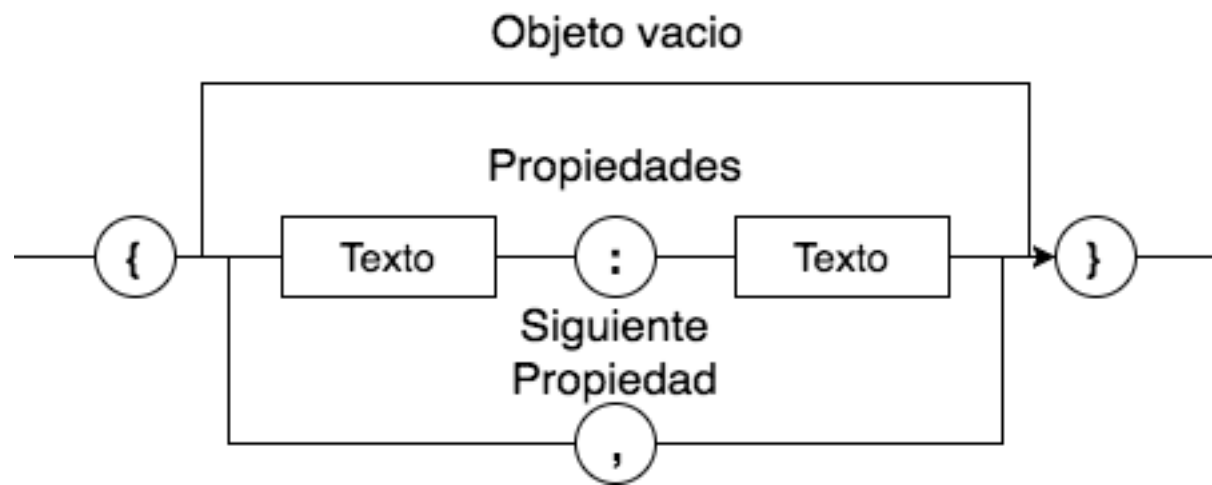 Objeto vacio
Propiedades
{ Texto : Texto }
Siguiente
Propiedad
,